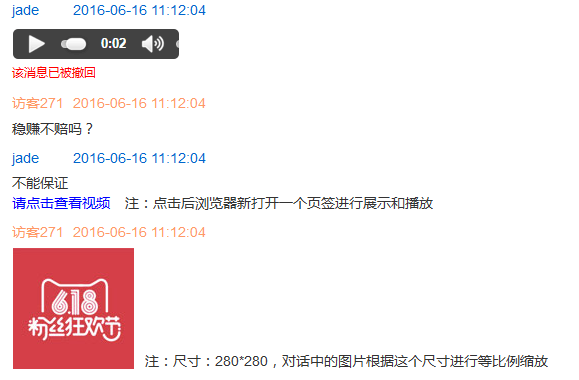 jade 2016-06-16 11:12:04
0:02
该消息已被撤回
访客271 2016-06-16 11:12:04
稳赚不赔吗？
jade 2016-06-16 11:12:04
不能保证
请点击查看视频 注：点击后浏览器新打开一个页签进行展示和播放
访客271 2016-06-16 11:12:04
6.18
粉丝狂欢节
注：尺寸：280*280，对话中的图片根据这个尺寸进行等比例缩放